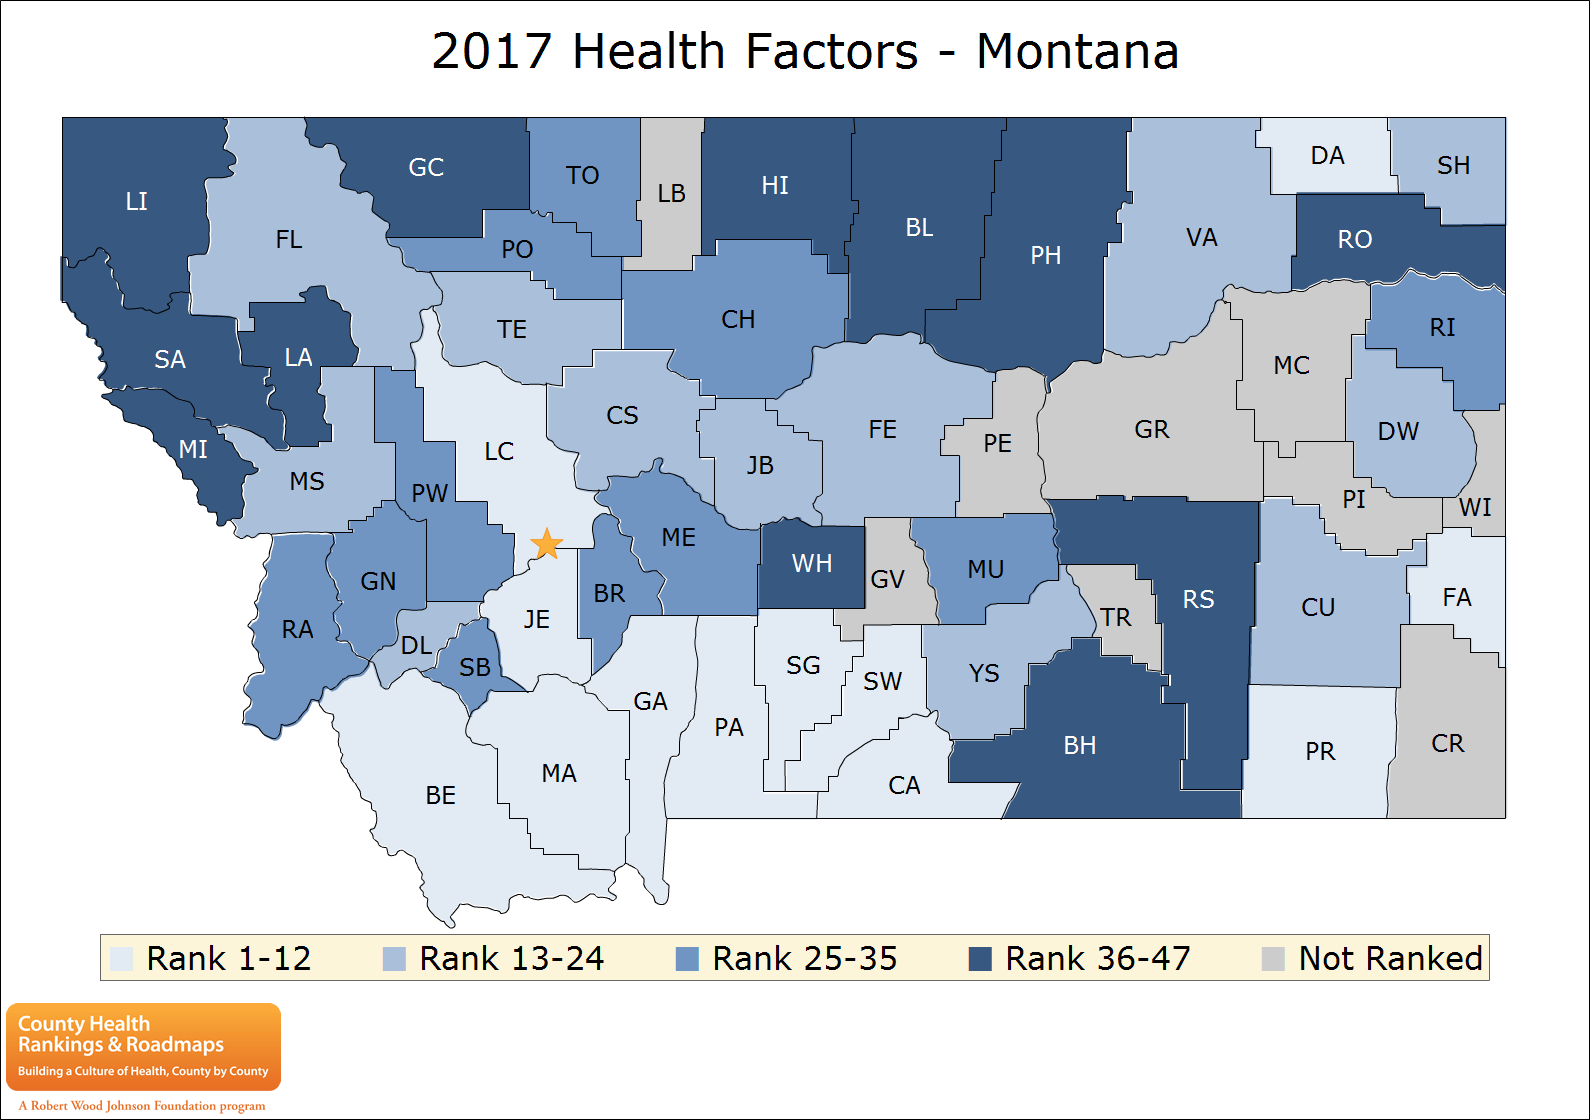 2017 Health Factors - Montana
LI
FL
GC
TO
LB
HI
BL
PH
VA
DA
SH
RO
PO
TE
CH
SA
LA
MC
RI
MI
MS
PW
LC
CS
JB
FE
PE
GR
DW
PI
WI
RA
GN
DL
SB
JE
BR
ME
WH
GV
MU
TR
RS
CU
FA
BE
MA
GA
PA
SG
SW
YS
CA
BH
PR
CR
Rank 1-12 Rank 13-24 Rank 25-35 Rank 36-47 Not Ranked
County Health
Rankings & Roadmaps
Building a Culture of Health, County by County
A Robert Wood Johnson Foundation program